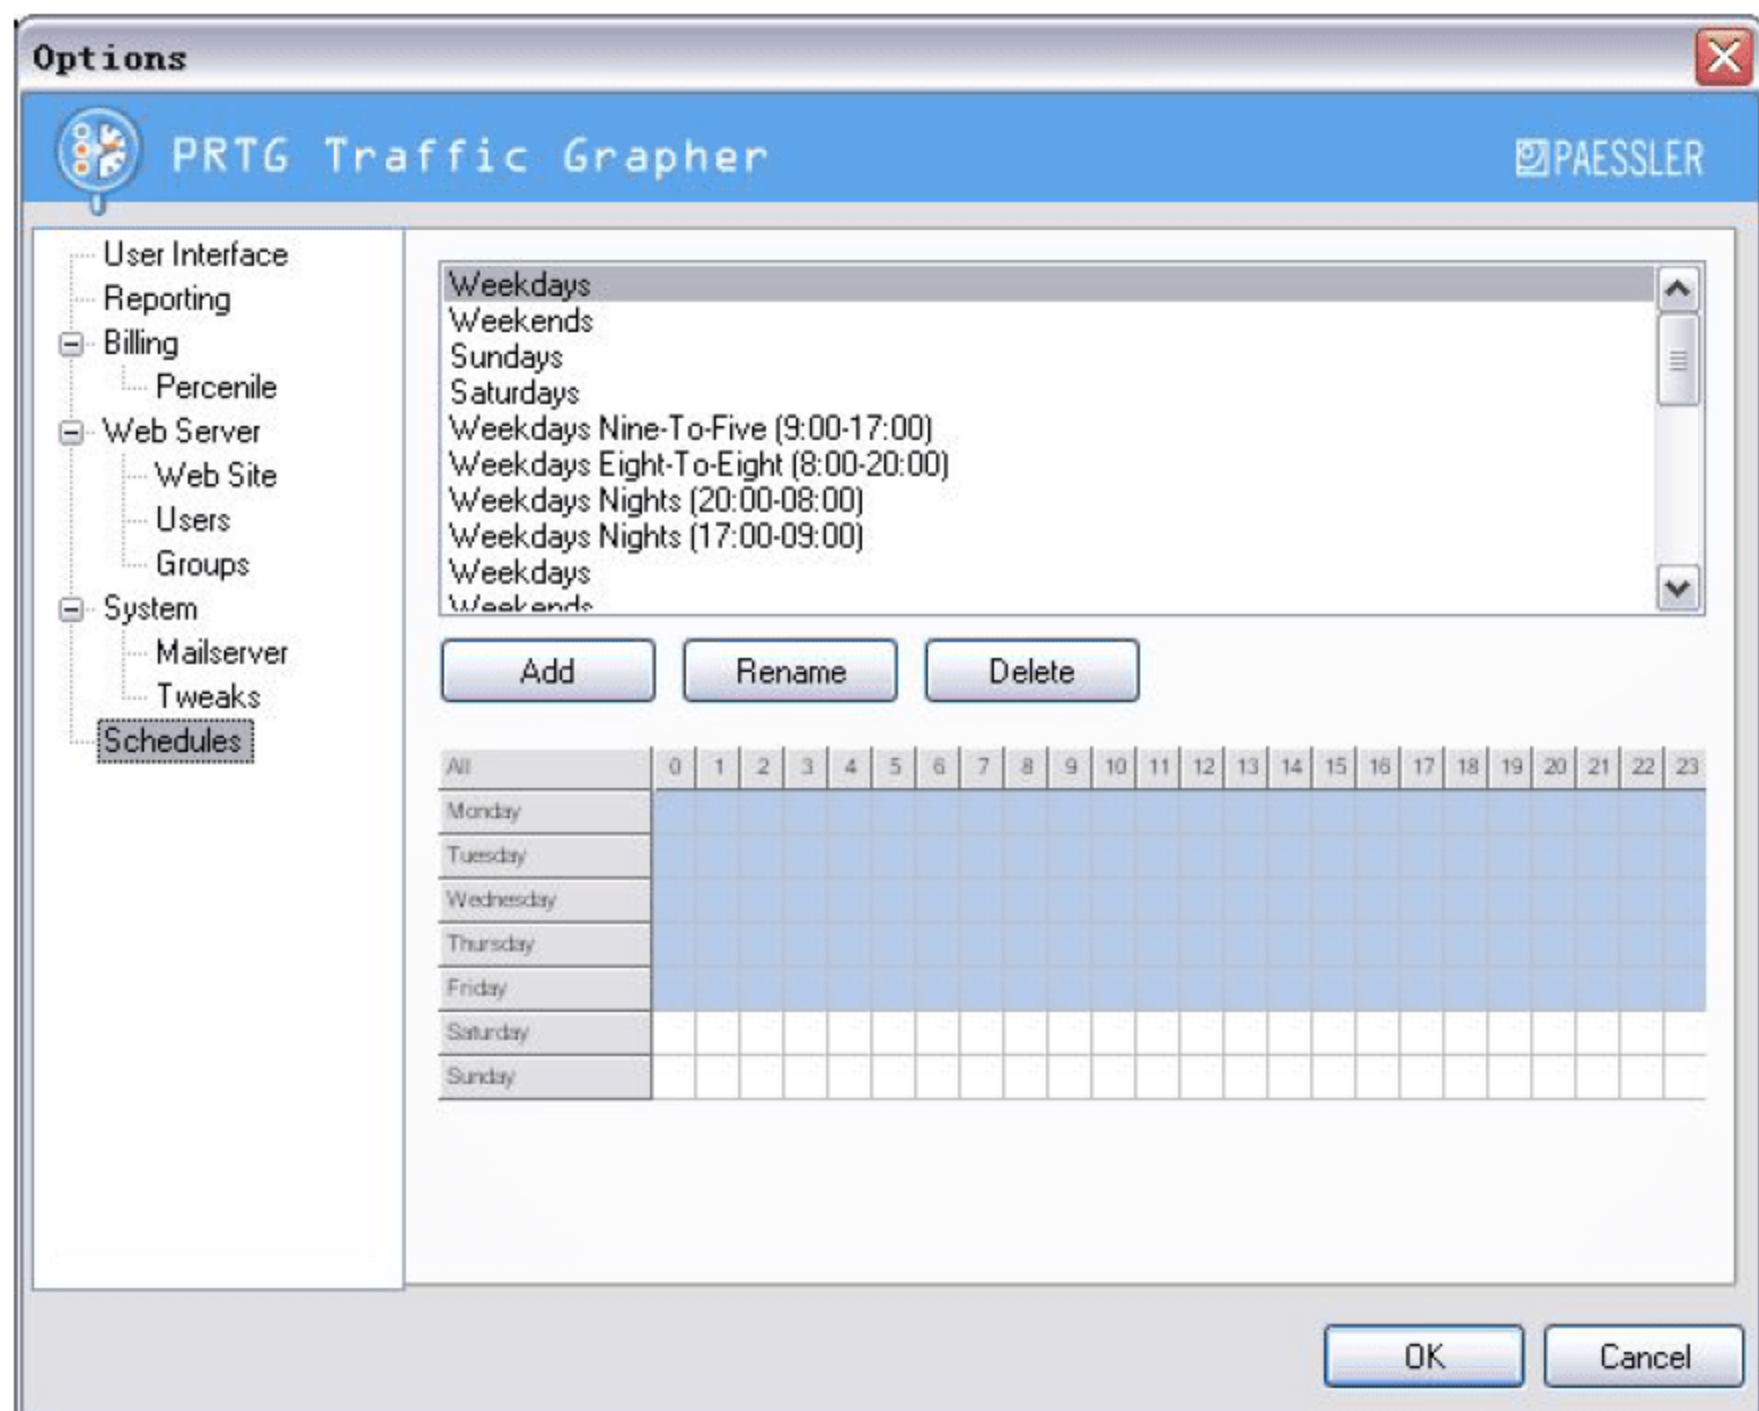 Options
PRTG Traffic Grapher
PAESSLER
User Interface
Reporting
Billing
Percenile
Web Server
Web Site
Users
Groups
System
Mailserver
Tweaks
Schedules
Weekdays
Weekends
Sundays
Saturdays
Weekdays Nine-To-Five (9:00-17:00)
Weekdays Eight-To-Eight (8:00-20:00)
Weekdays Nights (20:00-08:00)
Weekdays Nights (17:00-09:00)
Weekdays
Weekends
Add Rename Delete
All 0 1 2 3 4 5 6 7 8 9 10 11 12 13 14 15 16 17 18 19 20 21 22 23
Monday
Tuesday
Wednesday
Thursday
Friday
Saturday
Sunday
OK Cancel